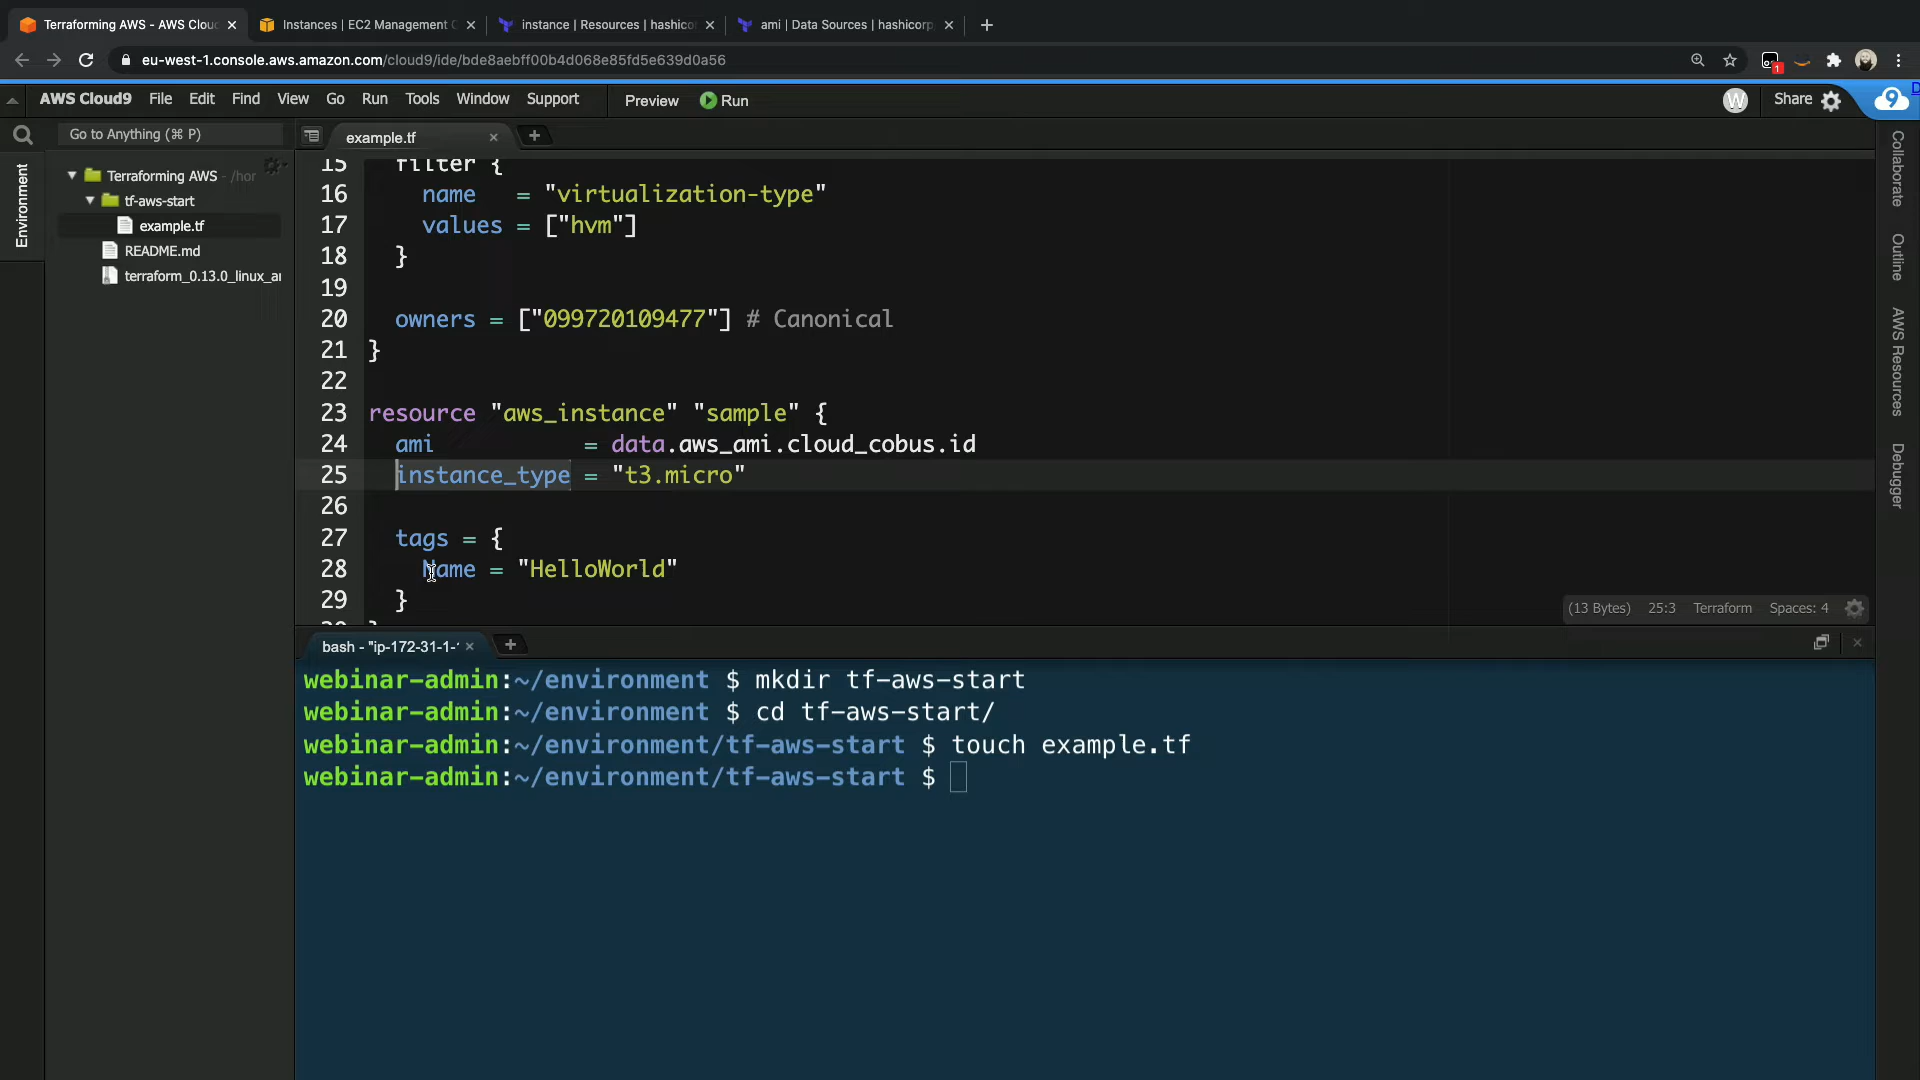 Terraforming AWS - AWS Clou
Instances | EC2 Management C
instance | Resources | hashico
ami | Data Sources | hashicorp
eu-west-1.console.aws.amazon.com/cloud9/ide/bde8aebff00b4d068e85fd5e639d0a56
1
AWS Cloud9 File Edit Find View Go Run Tools Window Support Preview Run
W Share 9
Go to Anything (⌘ P)
example.tf
Environment
Terraforming AWS - /hor
tf-aws-start
example.tf
README.md
terraform_0.13.0_linux_a
15 filter {
16 name = "virtualization-type"
17 values = ["hvm"]
18 }
19
20 owners = ["099720109477"] # Canonical
21 }
22
23 resource "aws_instance" "sample" {
24 ami = data.aws_ami.cloud_cobus.id
25 instance_type = "t3.micro"
26
27 tags = {
28 Name = "HelloWorld"
29 }
(13 Bytes) 25:3 Terraform Spaces: 4
Collaborate
Outline
AWS Resources
Debugger
bash - "ip-172-31-1-
webinar-admin:~/environment $ mkdir tf-aws-start
webinar-admin:~/environment $ cd tf-aws-start/
webinar-admin:~/environment/tf-aws-start $ touch example.tf
webinar-admin:~/environment/tf-aws-start $